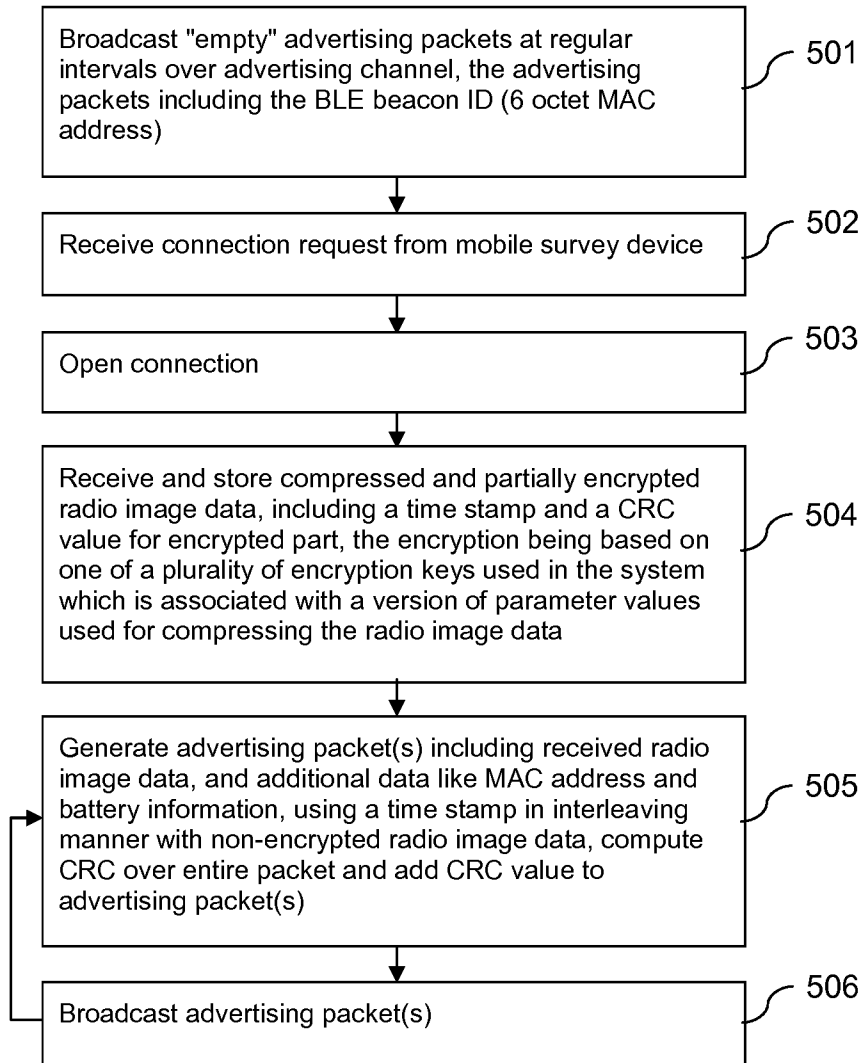 Broadcast "empty" advertising packets at regular
intervals over advertising channel, the advertising
packets including the BLE beacon ID (6 octet MAC
address)
501
Receive connection request from mobile survey device
502
Open connection
503
Receive and store compressed and partially encrypted
radio image data, including a time stamp and a CRC
value for encrypted part, the encryption being based on
one of a plurality of encryption keys used in the system
which is associated with a version of parameter values
used for compressing the radio image data
504
Generate advertising packet(s) including received radio
image data, and additional data like MAC address and
battery information, using a time stamp in interleaving
manner with non-encrypted radio image data, compute
CRC over entire packet and add CRC value to
advertising packet(s)
505
Broadcast advertising packet(s)
506